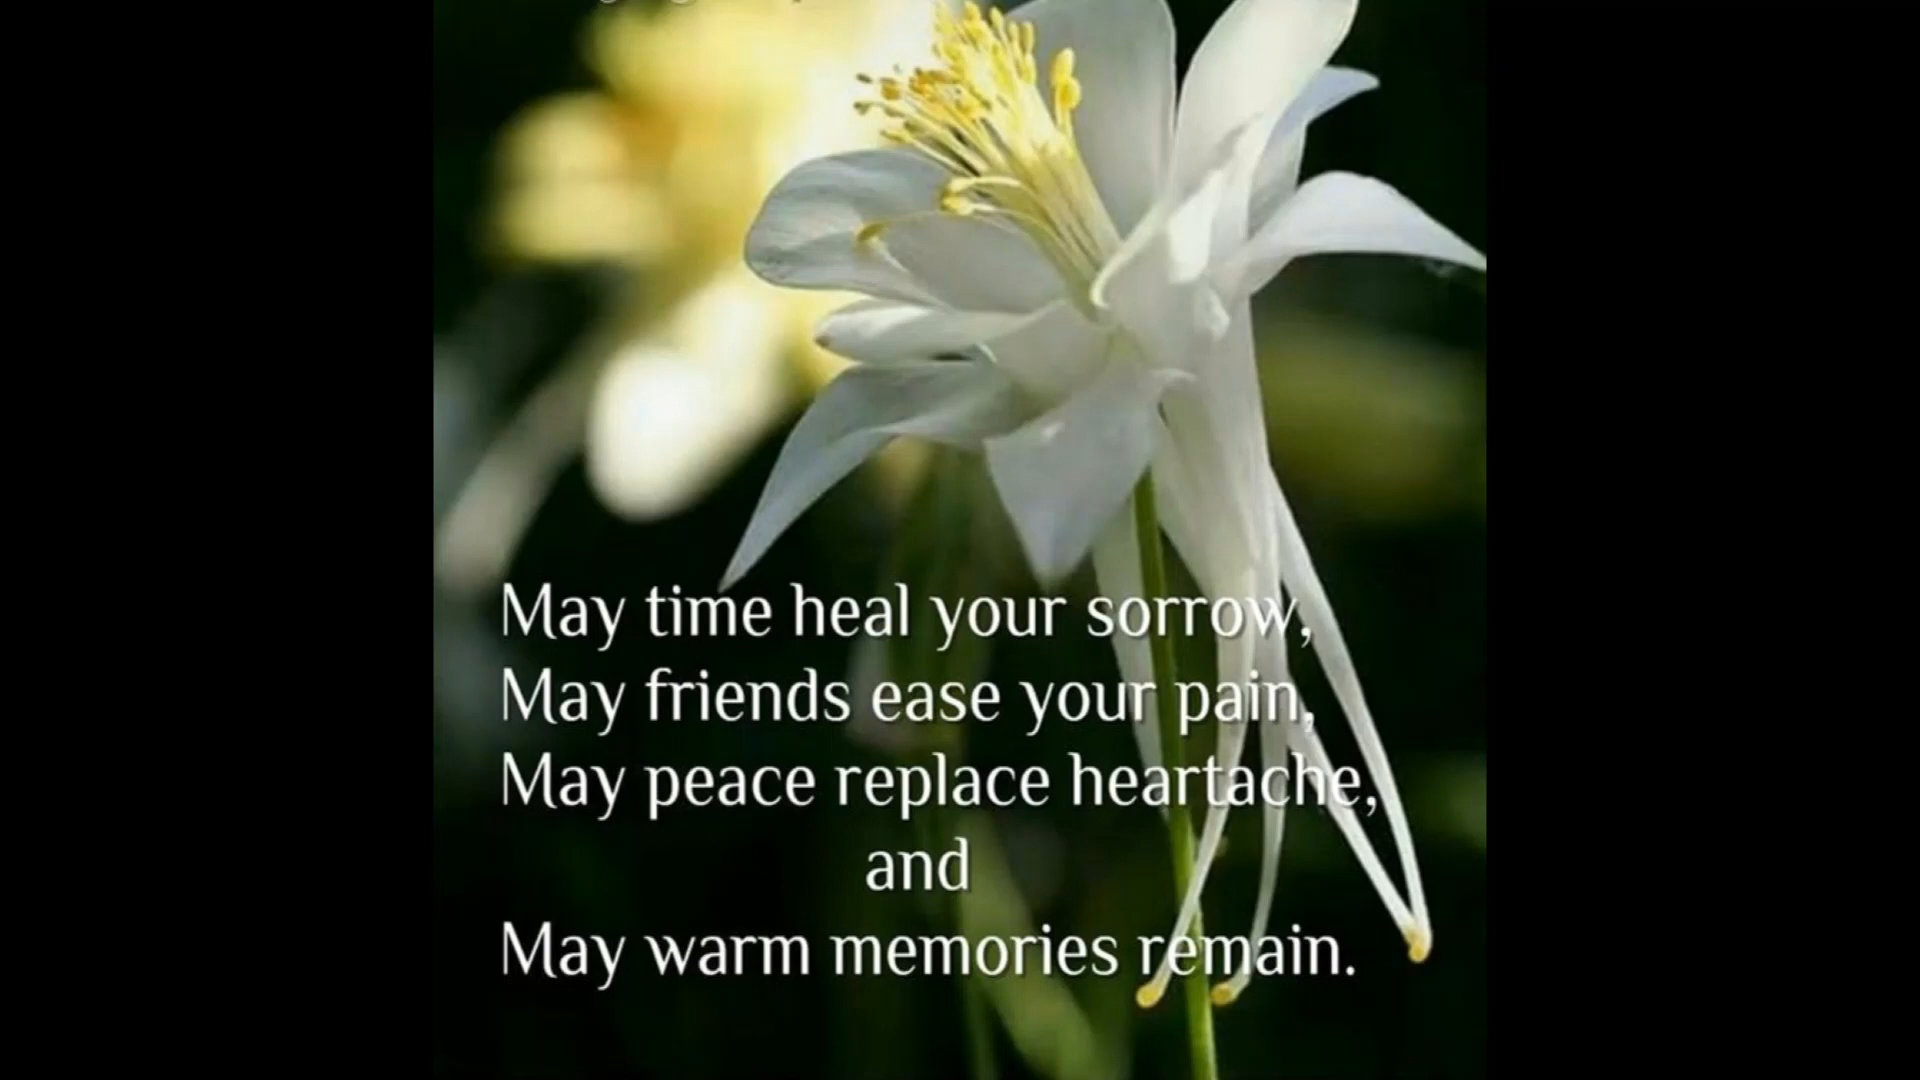 May time heal your sorrow,
May friends ease your pain,
May peace replace heartache,
and
May warm memories remain.